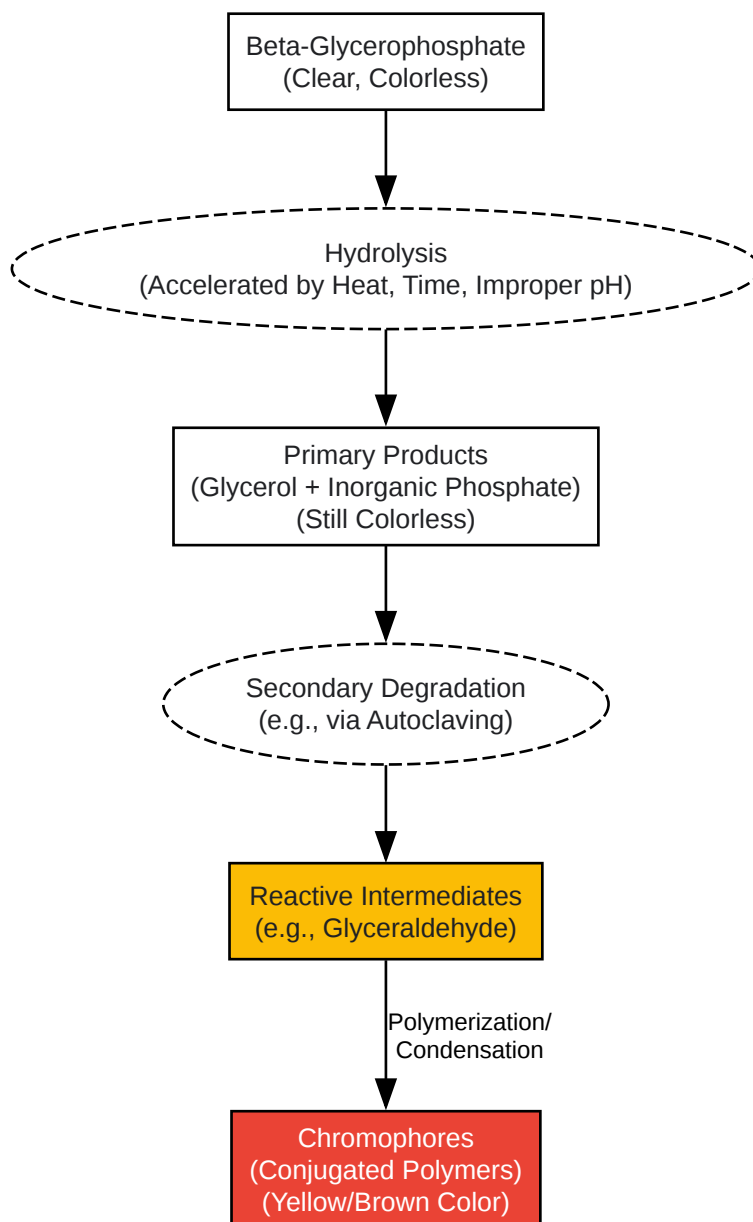 Beta-Glycerophosphate
(Clear, Colorless)
Hydrolysis
(Accelerated by Heat, Time, Improper pH)
Primary Products
(Glycerol + Inorganic Phosphate)
(Still Colorless)
Secondary Degradation
(e.g., via Autoclaving)
Reactive Intermediates
(e.g., Glyceraldehyde)
Polymerization/
Condensation
Chromophores
(Conjugated Polymers)
(Yellow/Brown Color)